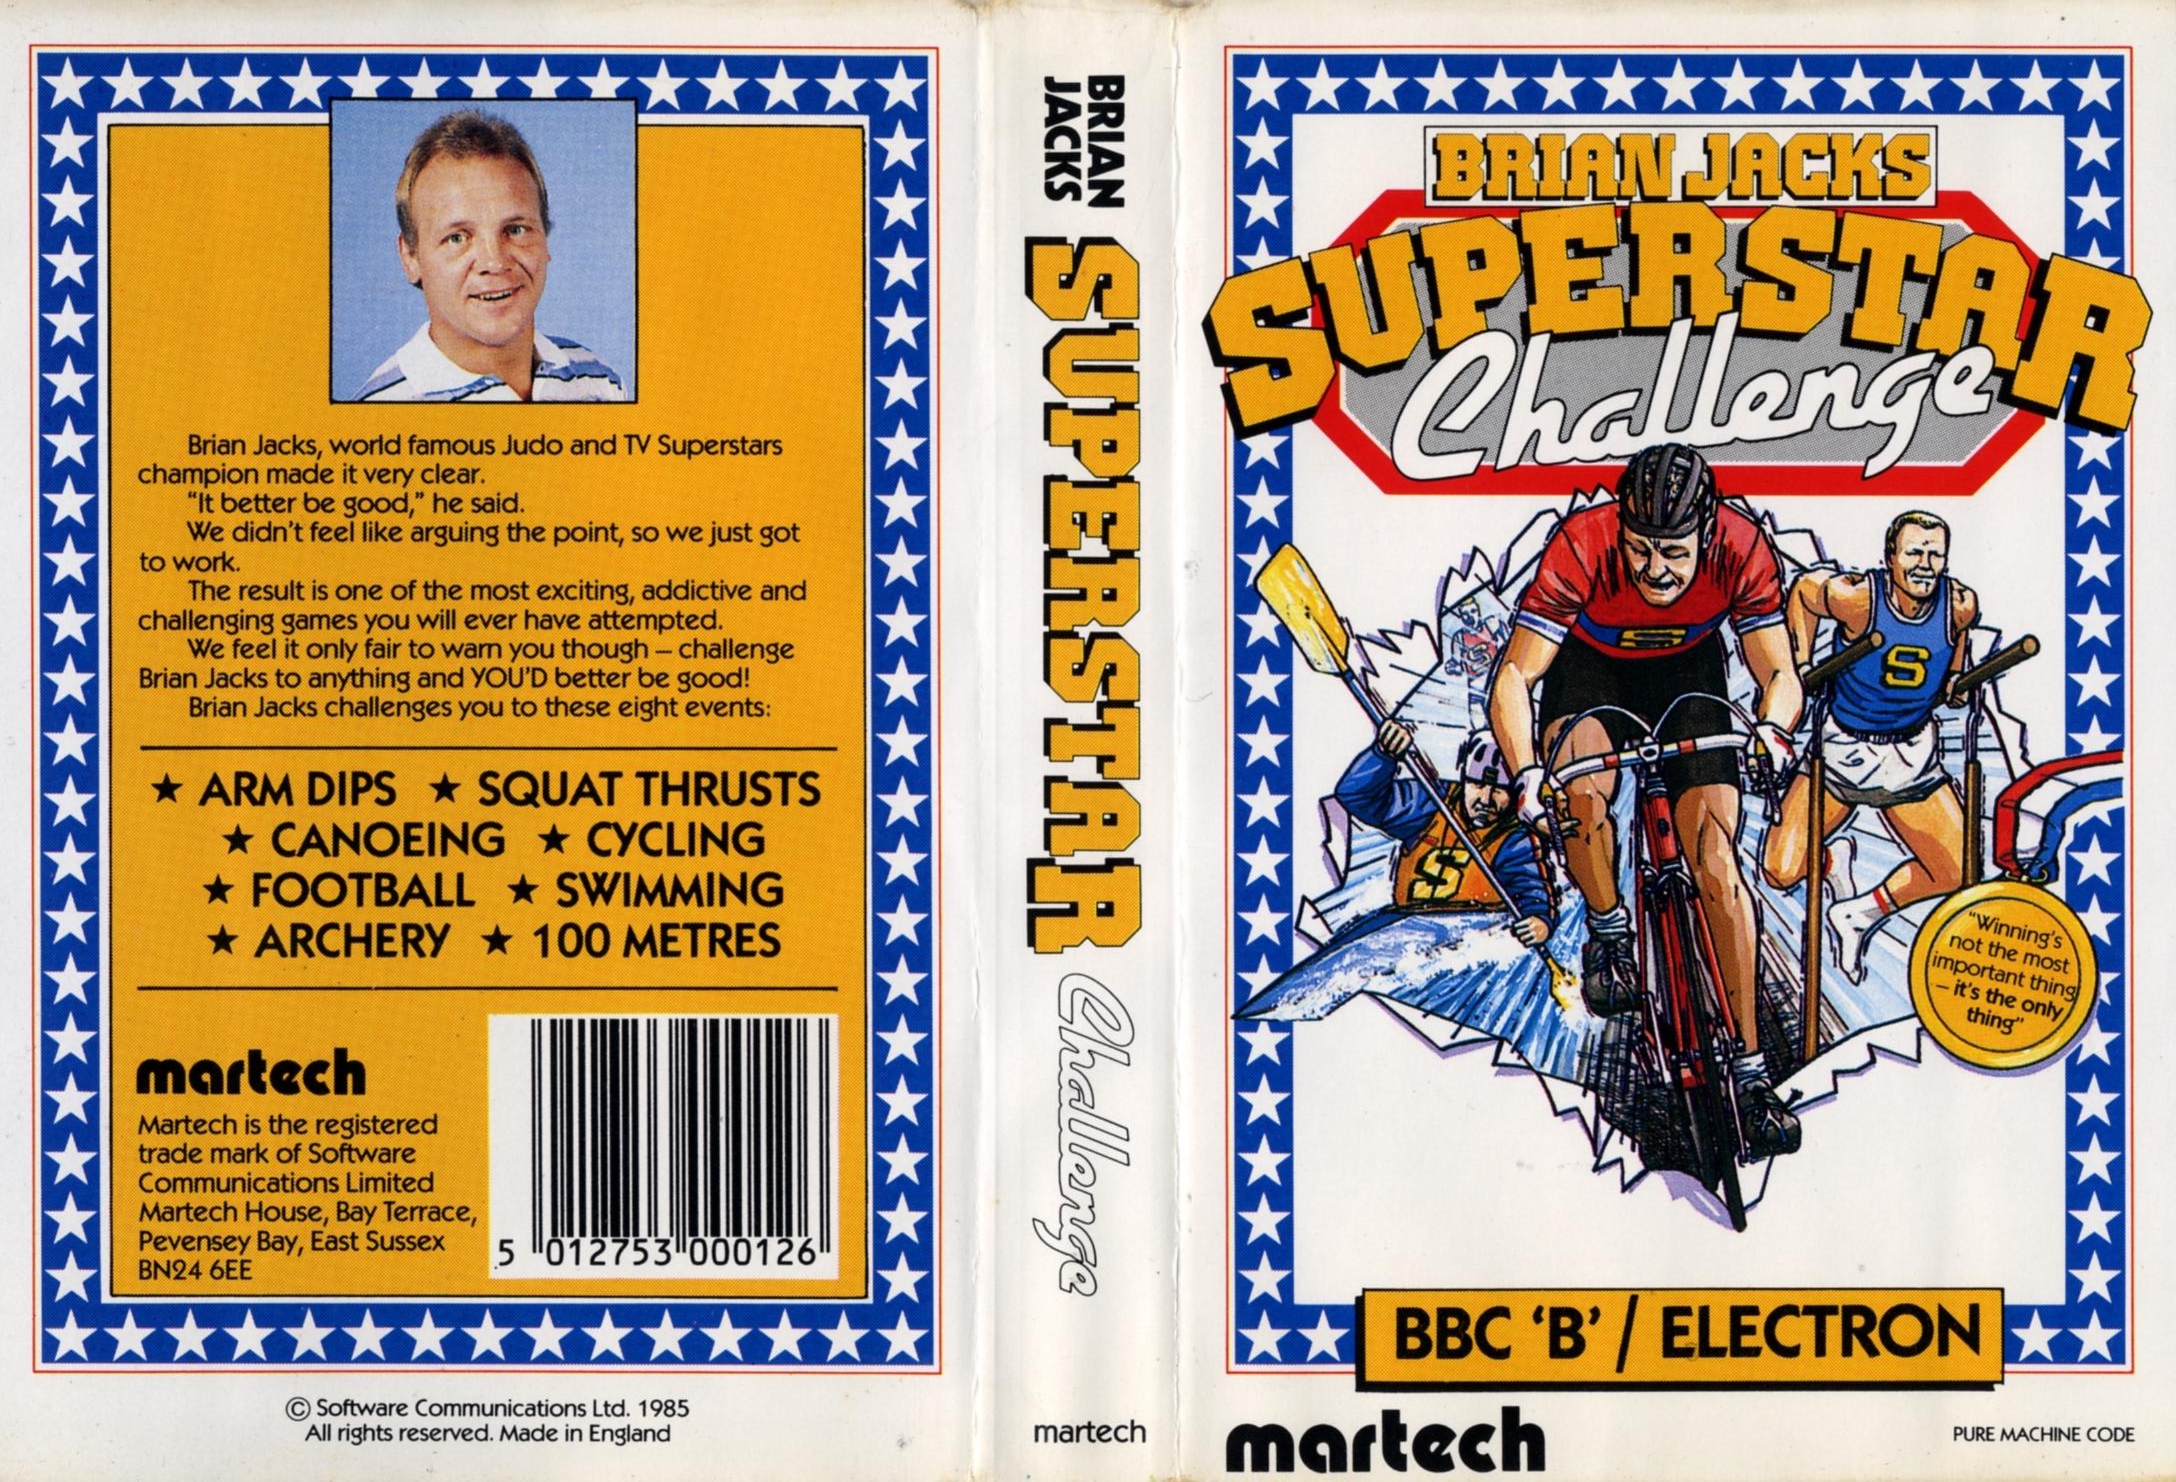 Brian Jacks, world famous Judo and TV Superstars
champion made it very clear.
“It better be good,” he said.
We didn't feel like arguing the point, so we just got
to work.
The result is one of the most exciting, addictive and
challenging games you will ever have attempted.
We feel it only fair to warn you though – challenge
Brian Jacks to anything and YOU'D better be good!
Brian Jacks challenges you to these eight events:
★ ARM DIPS ★ SQUAT THRUSTS
★ CANOEING ★ CYCLING
★ FOOTBALL ★ SWIMMING
★ ARCHERY ★ 100 METRES
martech
Martech is the registered
trade mark of Software
Communications Limited
Martech House, Bay Terrace,
Pevensey Bay, East Sussex
BN24 6EE
5 012753 000126
© Software Communications Ltd. 1985
All rights reserved. Made in England
BRIAN
JACKS
SUPERSTAR
Challenge
martech
BRIAN JACKS
SUPERSTAR
Challenge
S
S
S
“Winning's
not the most
important thing
– it's the only
thing”
BBC ‘B’ / ELECTRON
martech
PURE MACHINE CODE